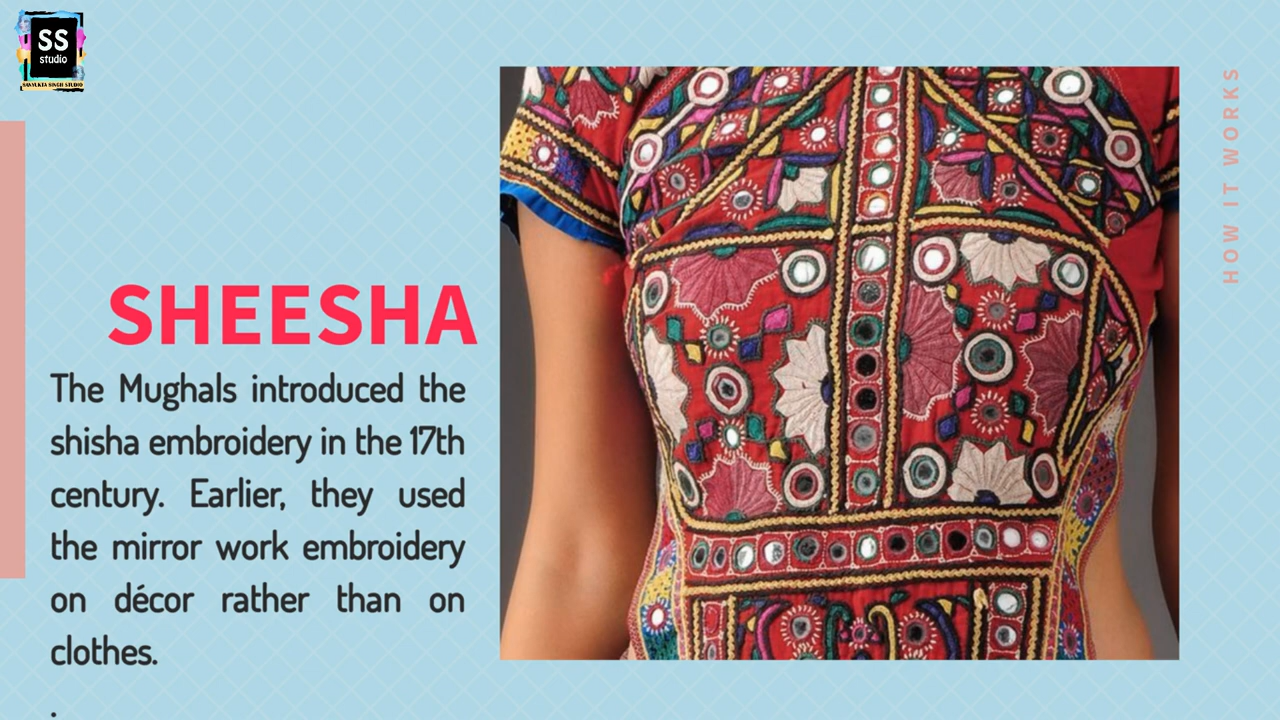 SS
studio
SANYUKTA SINGH STUDIO
HOW IT WORKS
SHEESHA
The Mughals introduced the
shisha embroidery in the 17th
century. Earlier, they used
the mirror work embroidery
on décor rather than on
clothes.
.